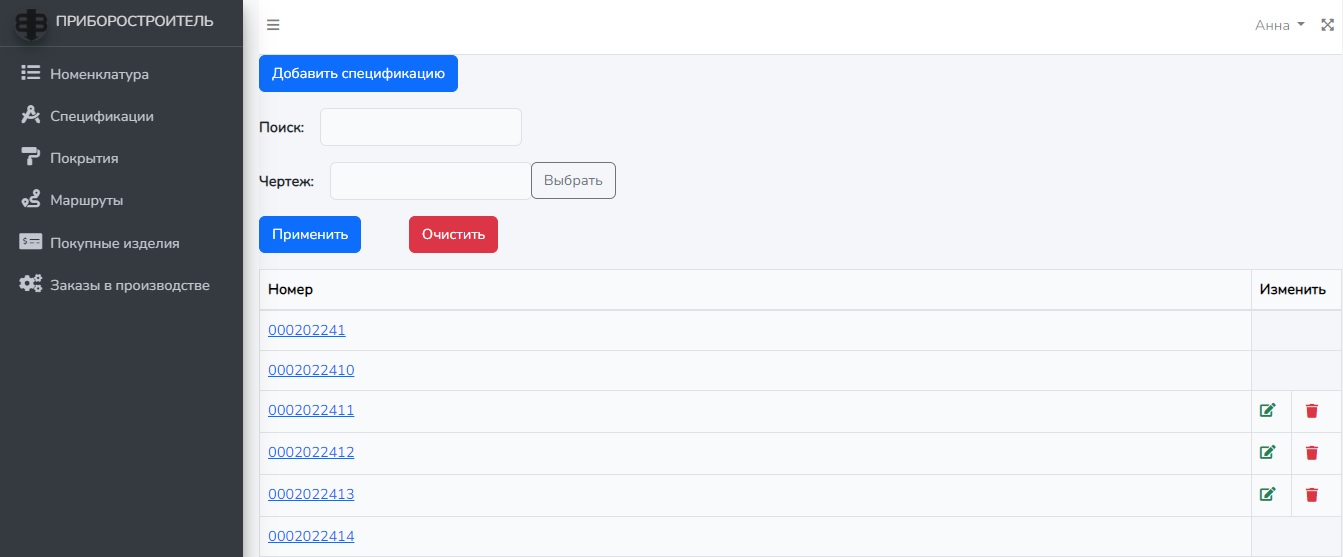 ПРИБОРОСТРОИТЕЛЬ
Анна
Номенклатура
Спецификации
Покрытия
Маршруты
Покупные изделия
Заказы в производстве
Добавить спецификацию
Поиск:
Чертеж:
Выбрать
Применить
Очистить
Номер
Изменить
000202241
0002022410
0002022411
0002022412
0002022413
0002022414